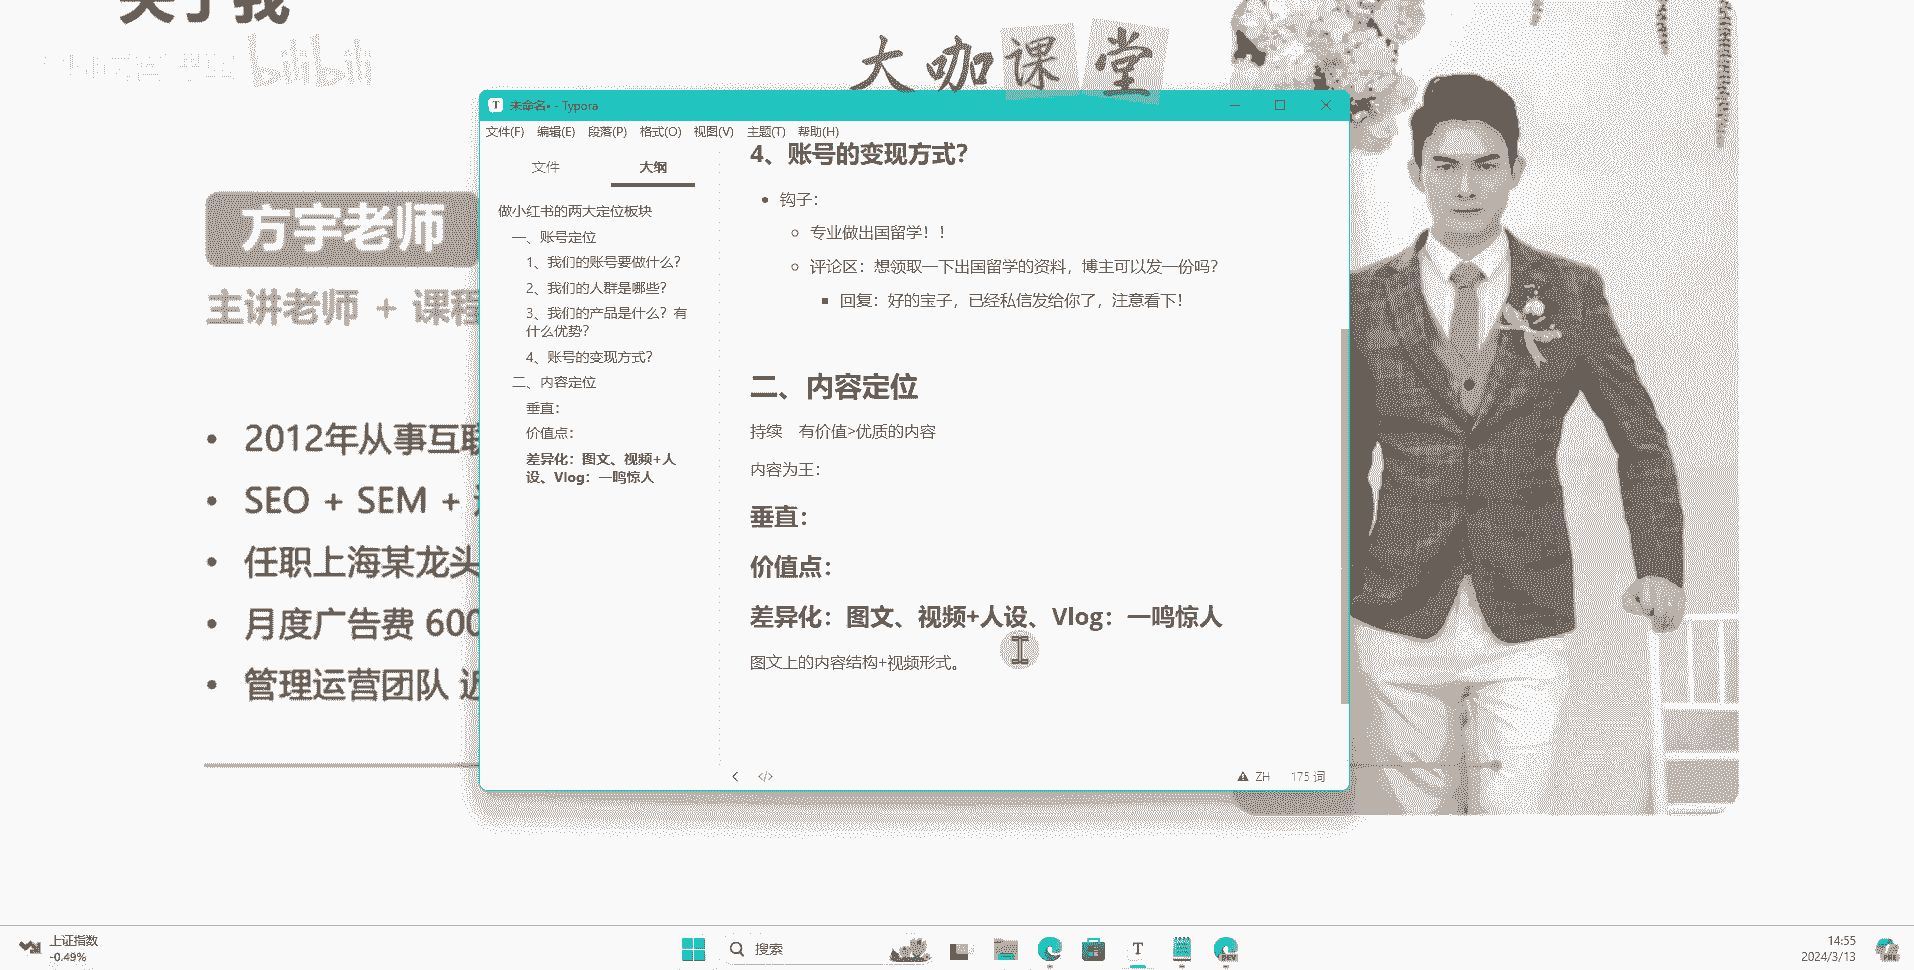 关于我
bilibili
大咖课堂
方宇老师
主讲老师 + 课程
2012年从事互联
SEO + SEM +
任职上海某龙头
月度广告费 600
管理运营团队 近
未命名• - Typora
文件(F) 编辑(E) 段落(P) 格式(O) 视图(V) 主题(T) 帮助(H)
文件 大纲
做小红书的两大定位板块
一、账号定位
1、我们的账号要做什么？
2、我们的人群是哪些？
3、我们的产品是什么？有
什么优势？
4、账号的变现方式？
二、内容定位
垂直：
价值点：
差异化：图文、视频+人
设、Vlog：一鸣惊人
4、账号的变现方式？
钩子：
专业做出国留学！！
评论区：想领取一下出国留学的资料，博主可以发一份吗？
回复：好的宝子，已经私信发给你了，注意看下！
二、内容定位
持续 有价值>优质的内容
内容为王：
垂直：
价值点：
差异化：图文、视频+人设、Vlog：一鸣惊人
图文上的内容结构+视频形式。
ZH 175 词
上证指数
-0.49%
搜索
14:55
2024/3/13